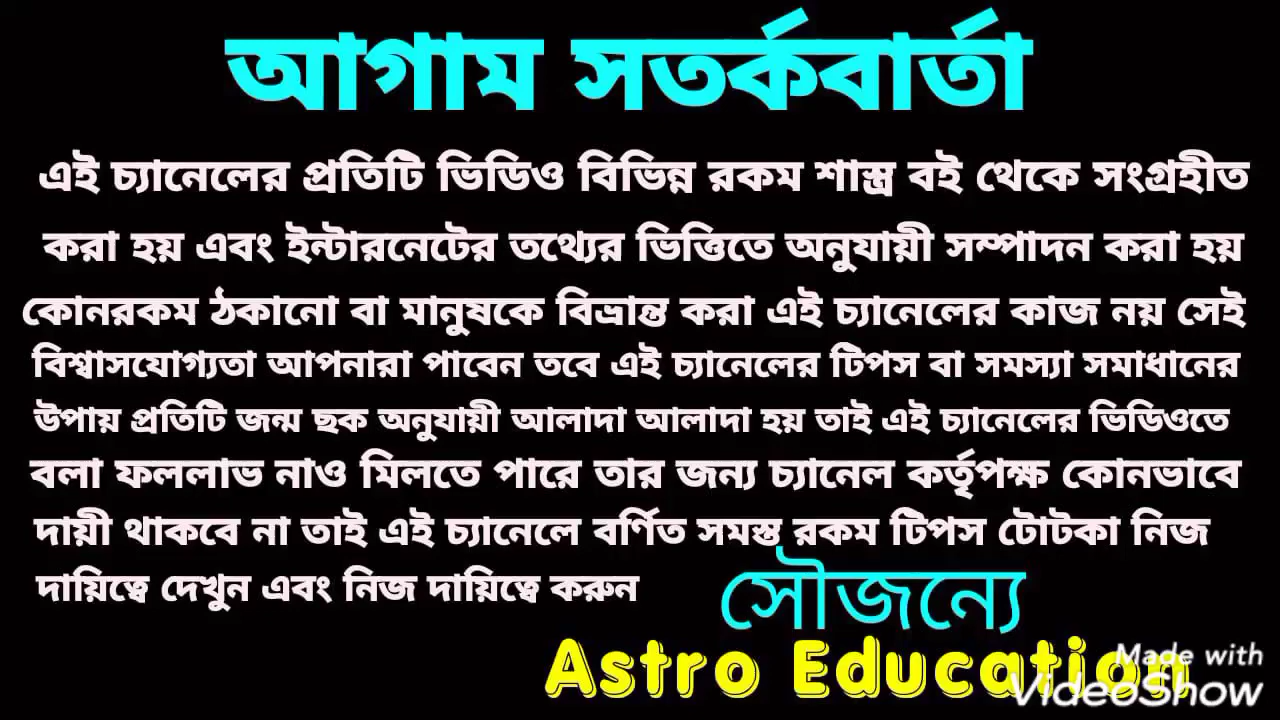 আগাম সতর্কবার্তা
এই চ্যানেলের প্রতিটি ভিডিও বিভিন্ন রকম শাস্ত্র বই থেকে সংগ্রহীত
করা হয় এবং ইন্টারনেটের তথ্যের ভিত্তিতে অনুযায়ী সম্পাদন করা হয়
কোনরকম ঠকানো বা মানুষকে বিভ্রান্ত করা এই চ্যানেলের কাজ নয় সেই
বিশ্বাসযোগ্যতা আপনারা পাবেন তবে এই চ্যানেলের টিপস বা সমস্যা সমাধানের
উপায় প্রতিটি জন্ম ছক অনুযায়ী আলাদা আলাদা হয় তাই এই চ্যানেলের ভিডিওতে
বলা ফললাভ নাও মিলতে পারে তার জন্য চ্যানেল কর্তৃপক্ষ কোনভাবে
দায়ী থাকবে না তাই এই চ্যানেলে বর্ণিত সমস্ত রকম টিপস টোটকা নিজ
দায়িত্বে দেখুন এবং নিজ দায়িত্বে করুন
সৌজন্যে
Astro Education
Made with
VideoShow